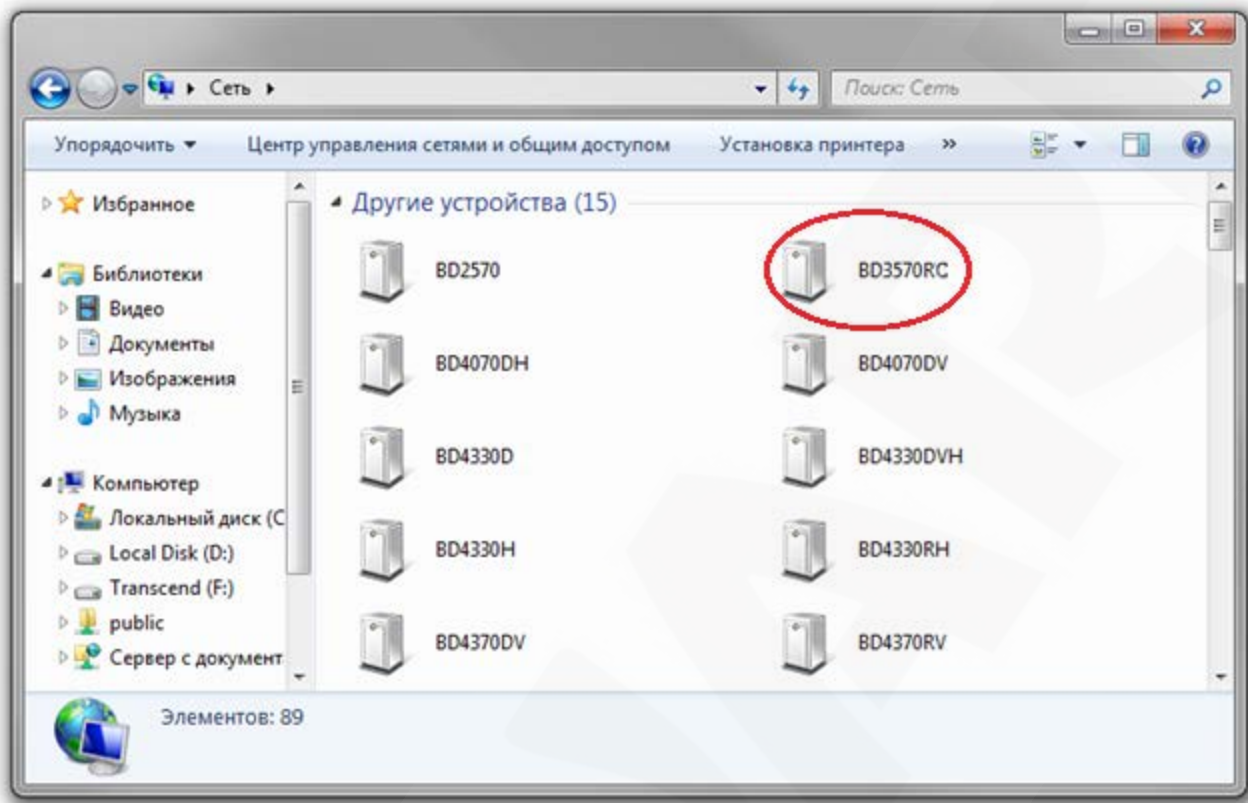 Сеть
Поиск: Сеть
Упорядочить
Центр управления сетями и общим доступом
Установка принтера
»
Избранное
Библиотеки
Видео
Документы
Изображения
Музыка
Компьютер
Локальный диск (C
Local Disk (D:)
Transcend (F:)
public
Сервер с документ
Другие устройства (15)
BD2570
BD3570RC
BD4070DH
BD4070DV
BD4330D
BD4330DVH
BD4330H
BD4330RH
BD4370DV
BD4370RV
Элементов: 89